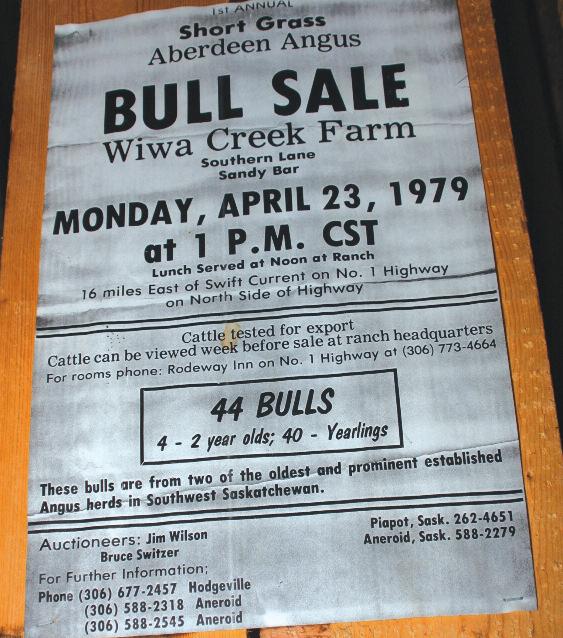 1st ANNUAL
Short Grass
Aberdeen Angus
BULL SALE
Wiwa Creek Farm
Southern Lane
Sandy Bar
MONDAY, APRIL 23, 1979
at 1 P.M. CST
Lunch Served at Noon at Ranch
16 miles East of Swift Current on No. 1 Highway
on North Side of Highway
Cattle tested for export
Cattle can be viewed week before sale at ranch headquarters
For rooms phone: Rodeway Inn on No. 1 Highway at (306) 773-4664
44 BULLS
4 - 2 year olds; 40 - Yearlings
These bulls are from two of the oldest and prominent established
Angus herds in Southwest Saskatchewan.
Auctioneers: Jim Wilson Piapot, Sask. 262-4651
Bruce Switzer Aneroid, Sask. 588-2279
For Further Information;
Phone (306) 677-2457 Hodgeville
(306) 588-2318 Aneroid
(306) 588-2545 Aneroid